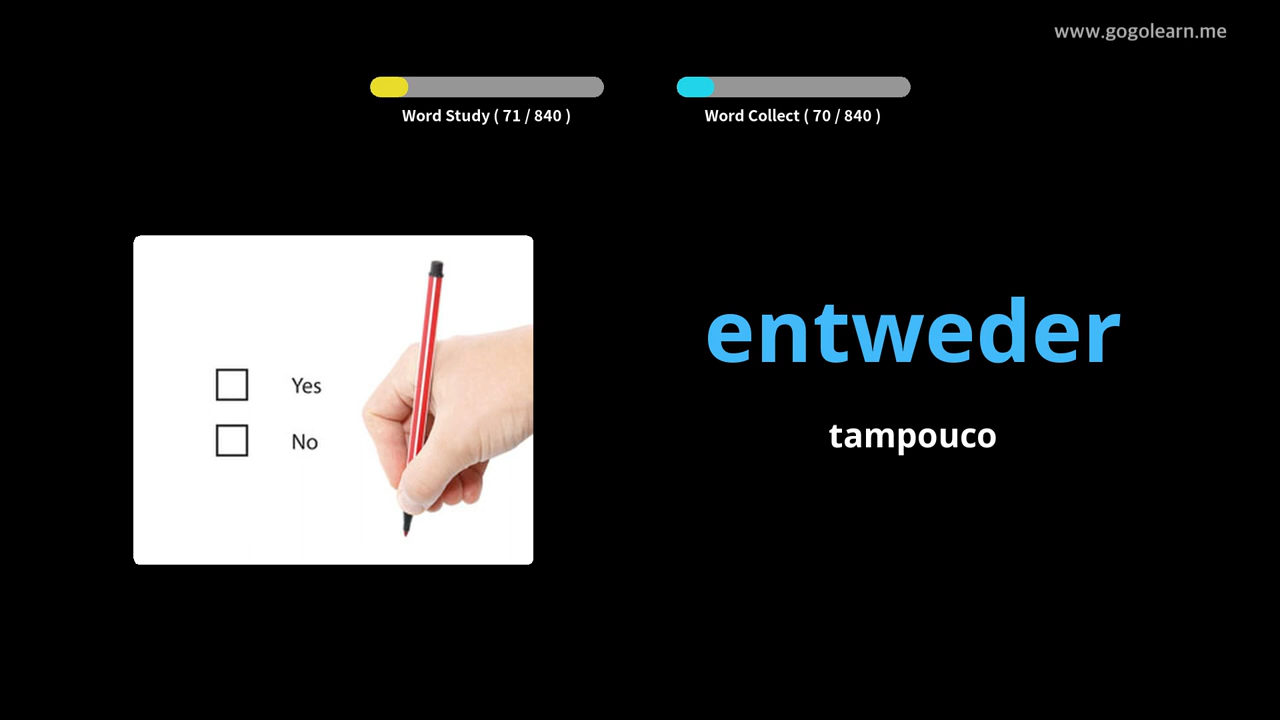 www.gogolearn.me
Word Study ( 71 / 840 )
Word Collect ( 70 / 840 )
Yes
No
entweder
tampouco